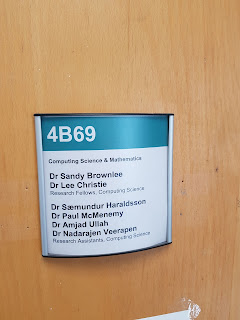 4B69
Computing Science & Mathematics
Dr Sandy Brownlee
Dr Lee Christie
Research Fellows, Computing Science
Dr Sæmundur Haraldsson
Dr Paul McMenemy
Dr Amjad Ullah
Dr Nadarajen Veerapen
Research Assistants, Computing Science